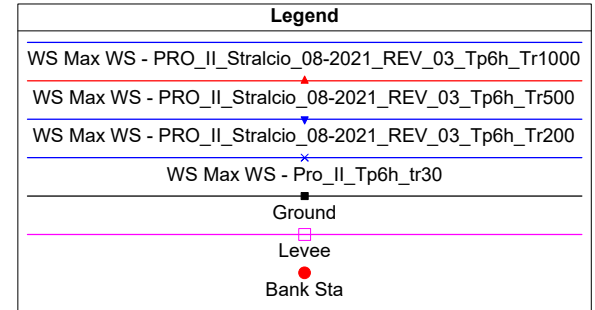 Legend
WS Max WS - PRO_II_Stralcio_08-2021_REV_03_Tp6h_Tr1000
WS Max WS - PRO_II_Stralcio_08-2021_REV_03_Tp6h_Tr500
WS Max WS - PRO_II_Stralcio_08-2021_REV_03_Tp6h_Tr200
WS Max WS - Pro_II_Tp6h_tr30
Ground
Levee
Bank Sta